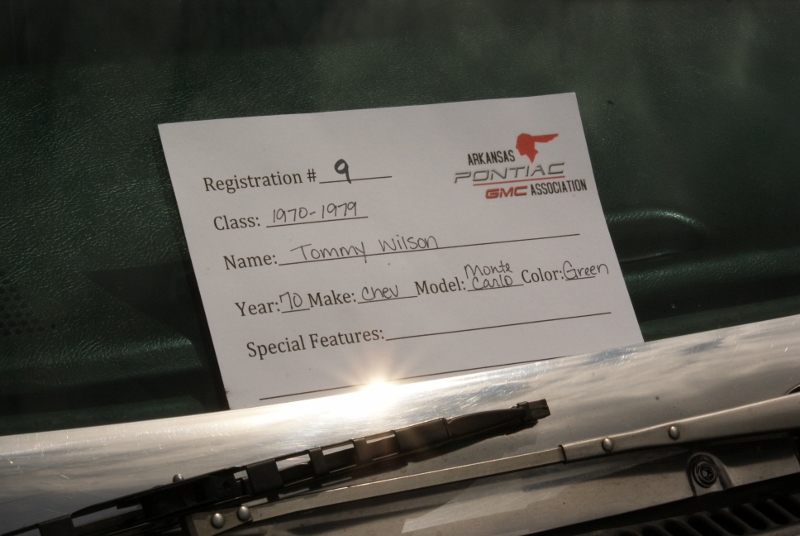 Registration # 9
ARKANSAS
PONTIAC
GMC ASSOCIATION
Class: 1970-1979
Name: Tommy Wilson
Year: 70 Make: Chev Model: Monte Carlo Color: Green
Special Features: